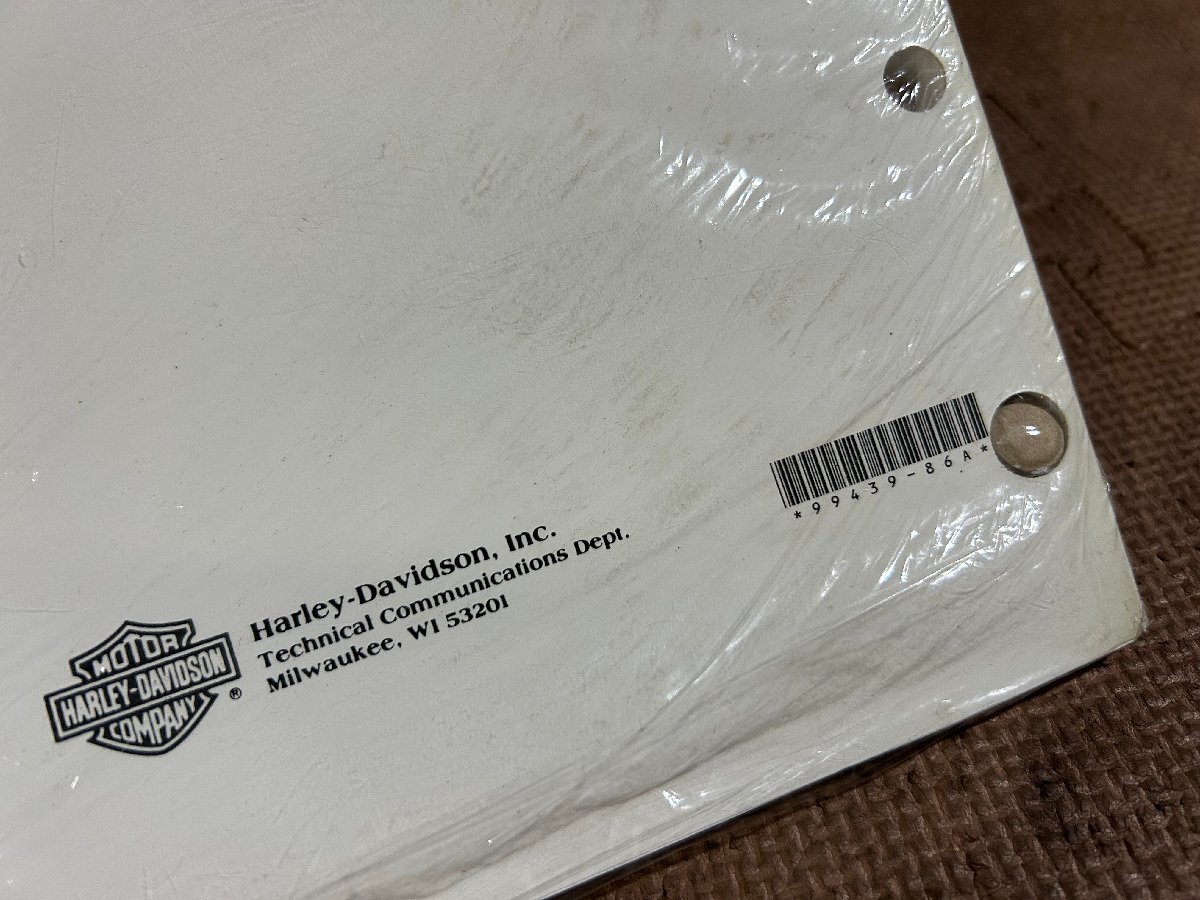 *99439-86A*
Harley-Davidson, Inc.
Technical Communications Dept.
Milwaukee, WI 53201
MOTOR
HARLEY-DAVIDSON
COMPANY
®